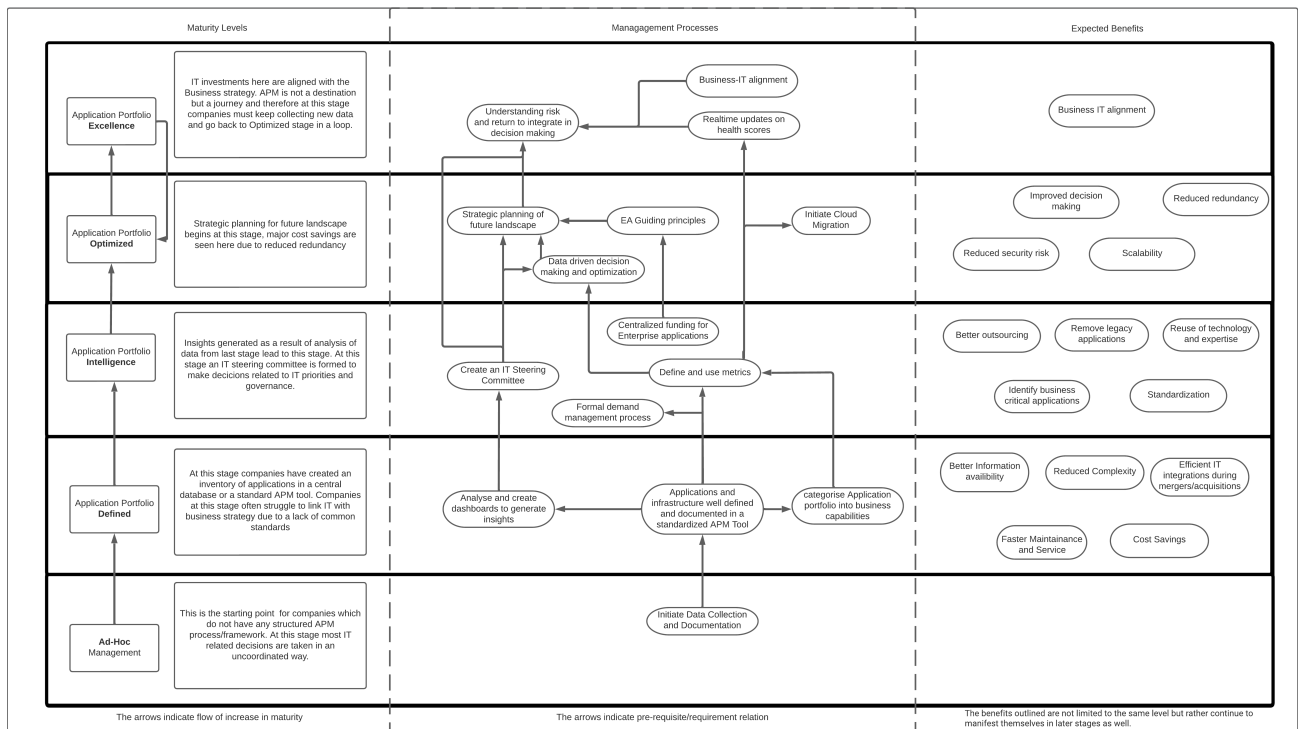 Maturity Levels
Managagement Processes
Expected Benefits
Application Portfolio
Excellence
IT investments here are aligned with the
Business strategy. APM is not a destination
but a journey and therefore at this stage
companies must keep collecting new data
and go back to Optimized stage in a loop.
Business-IT alignment
Understanding risk
and return to integrate in
decision making
Realtime updates on
health scores
Business IT alignment
Application Portfolio
Optimized
Strategic planning for future landscape
begins at this stage, major cost savings are
seen here due to reduced redundancy
Strategic planning of
future landscape
EA Guiding principles
Initiate Cloud
Migration
Data driven decision
making and optimization
Improved decision
making
Reduced redundancy
Reduced security risk
Scalability
Application Portfolio
Intelligence
Insights generated as a result of analysis of
data from last stage lead to this stage. At this
stage an IT steering committee is formed to
make decicions related to IT priorities and
governance.
Centralized funding for
Enterprise applications
Create an IT Steering
Committee
Define and use metrics
Formal demand
management process
Better outsourcing
Remove legacy
applications
Reuse of technology
and expertise
Identify business
critical applications
Standardization
Application Portfolio
Defined
At this stage companies have created an
inventory of applications in a central
database or a standard APM tool. Companies
at this stage often struggle to link IT with
business strategy due to a lack of common
standards
Analyse and create
dashboards to generate
insights
Applications and
infrastructure well defined
and documented in a
standardized APM Tool
categorise Application
portfolio into business
capabilities
Better Information
availibility
Reduced Complexity
Efficient IT
integrations during
mergers/acquisitions
Faster Maintainance
and Service
Cost Savings
Ad-Hoc
Management
This is the starting point for companies which
do not have any structured APM
process/framework. At this stage most IT
related decisions are taken in an
uncoordinated way.
Initiate Data Collection
and Documentation
The arrows indicate flow of increase in maturity
The arrows indicate pre-requisite/requirement relation
The benefits outlined are not limited to the same level but rather continue to
manifest themselves in later stages as well.